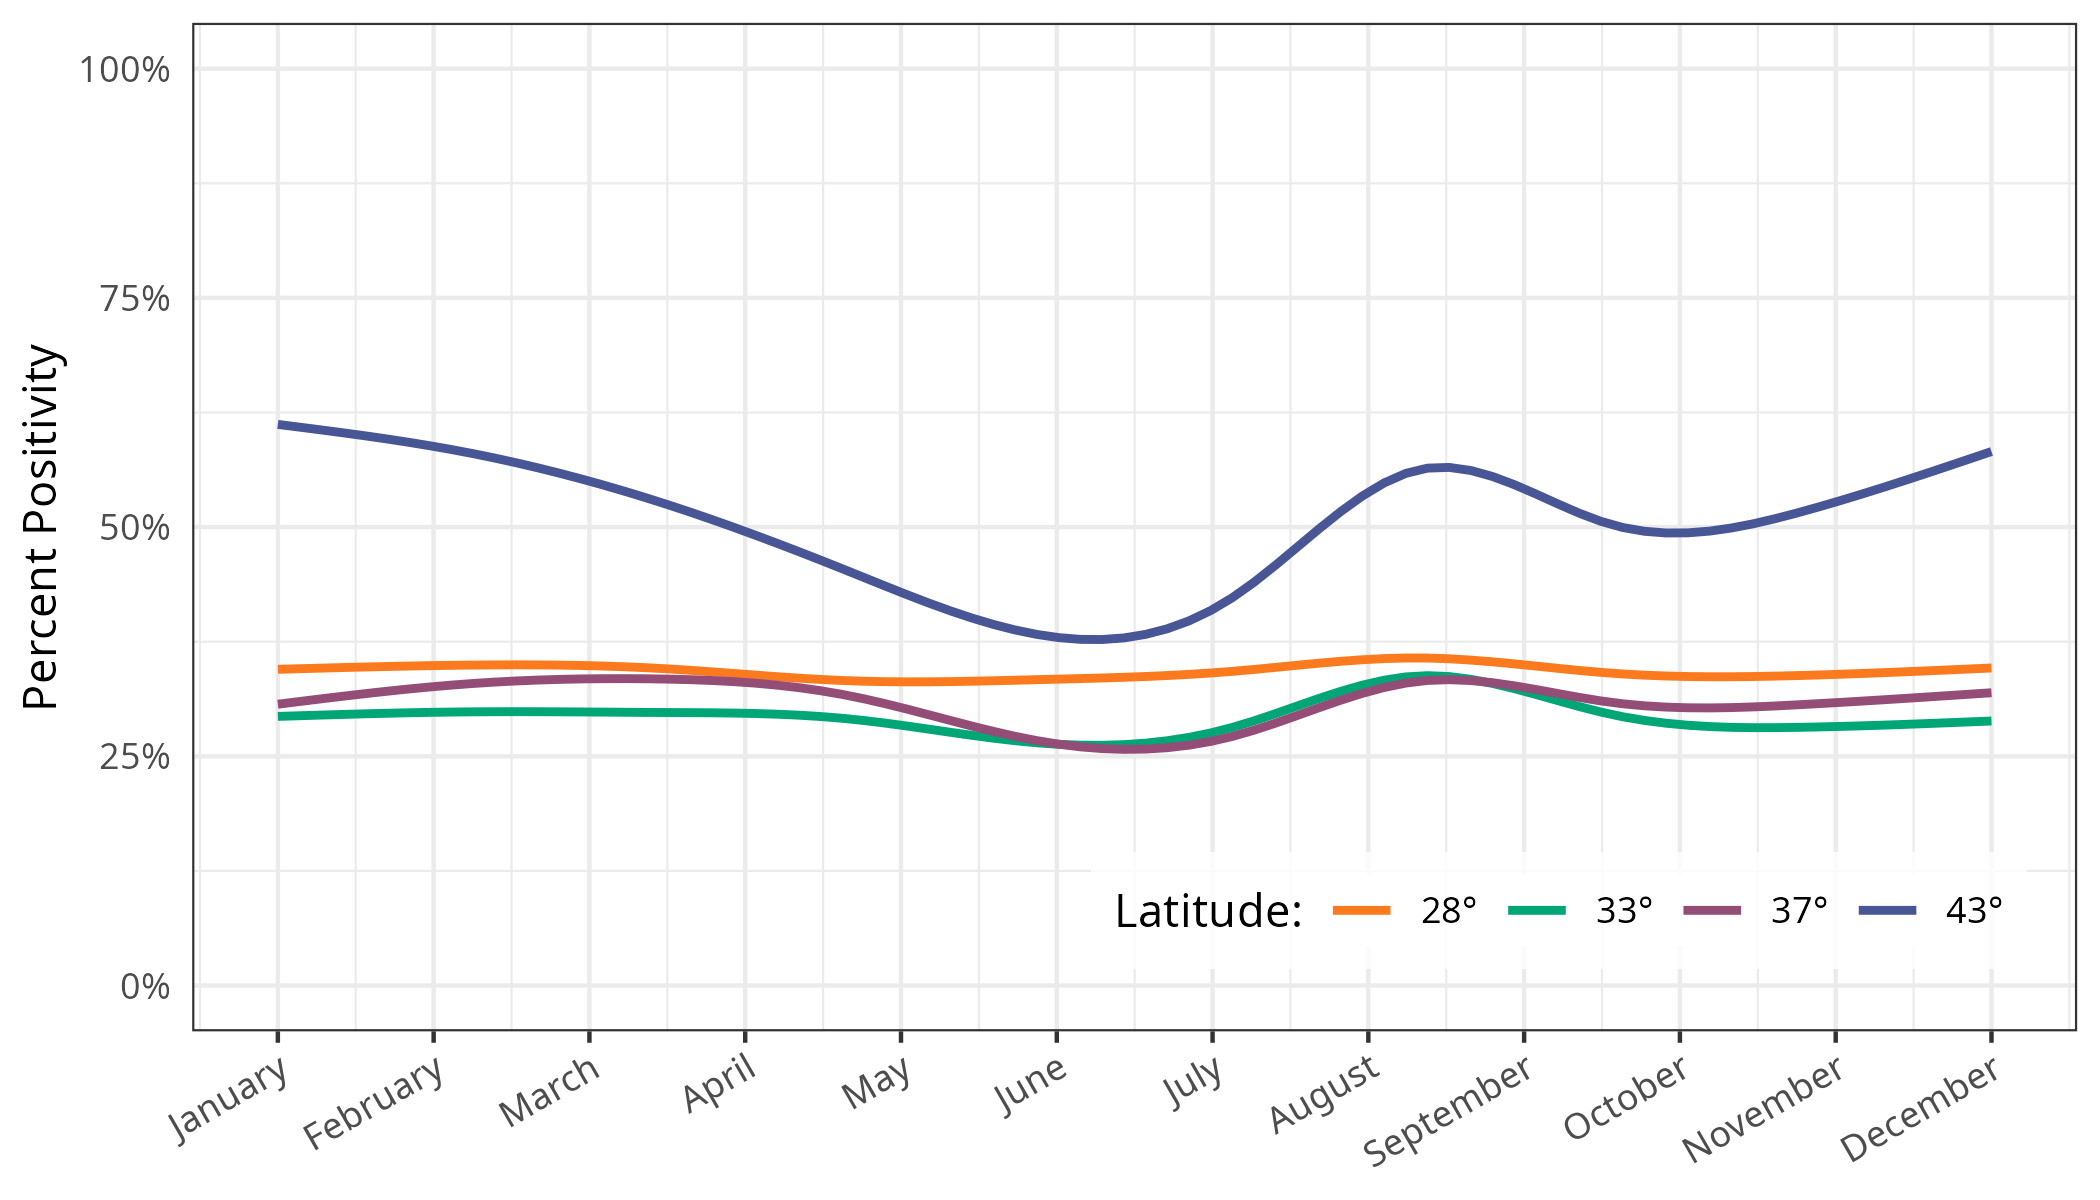 Percent Positivity
100%
75%
50%
25%
0%
Latitude: 28° 33° 37° 43°
January February March April May June July August September October November December